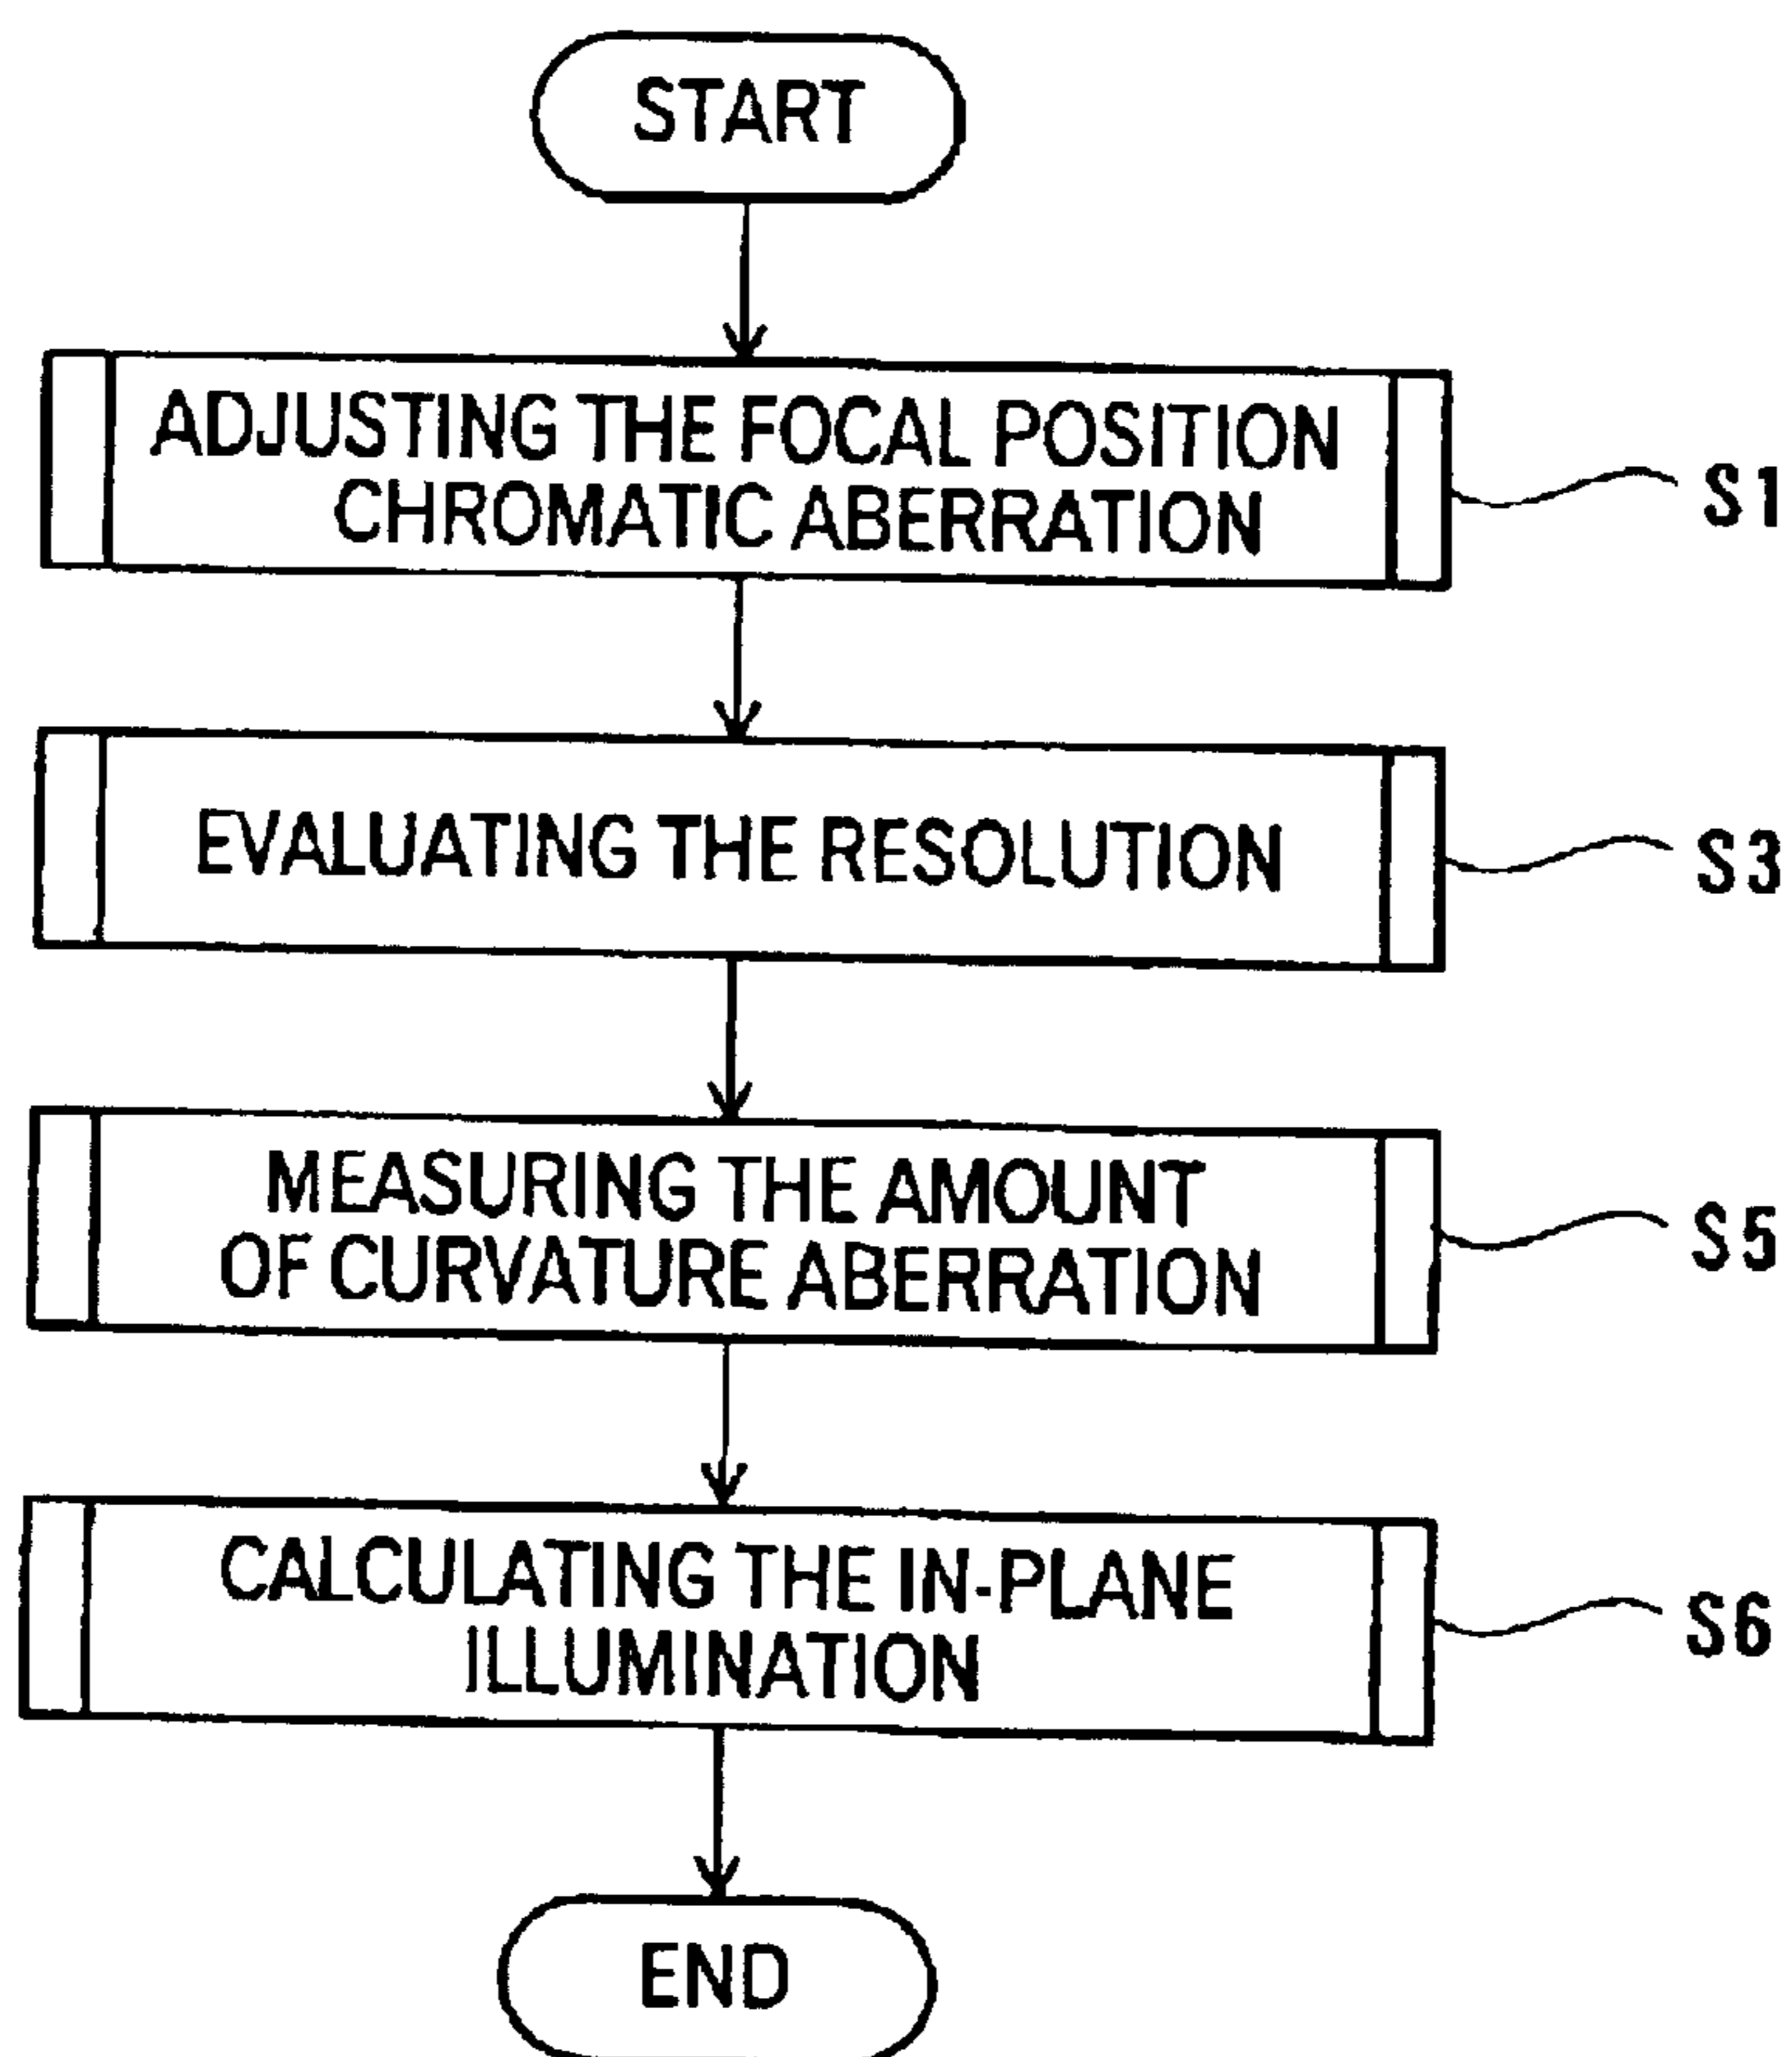 START
ADJUSTING THE FOCAL POSITION
CHROMATIC ABERRATION
S1
EVALUATING THE RESOLUTION
S3
MEASURING THE AMOUNT
OF CURVATURE ABERRATION
S5
CALCULATING THE IN-PLANE
ILLUMINATION
S6
END